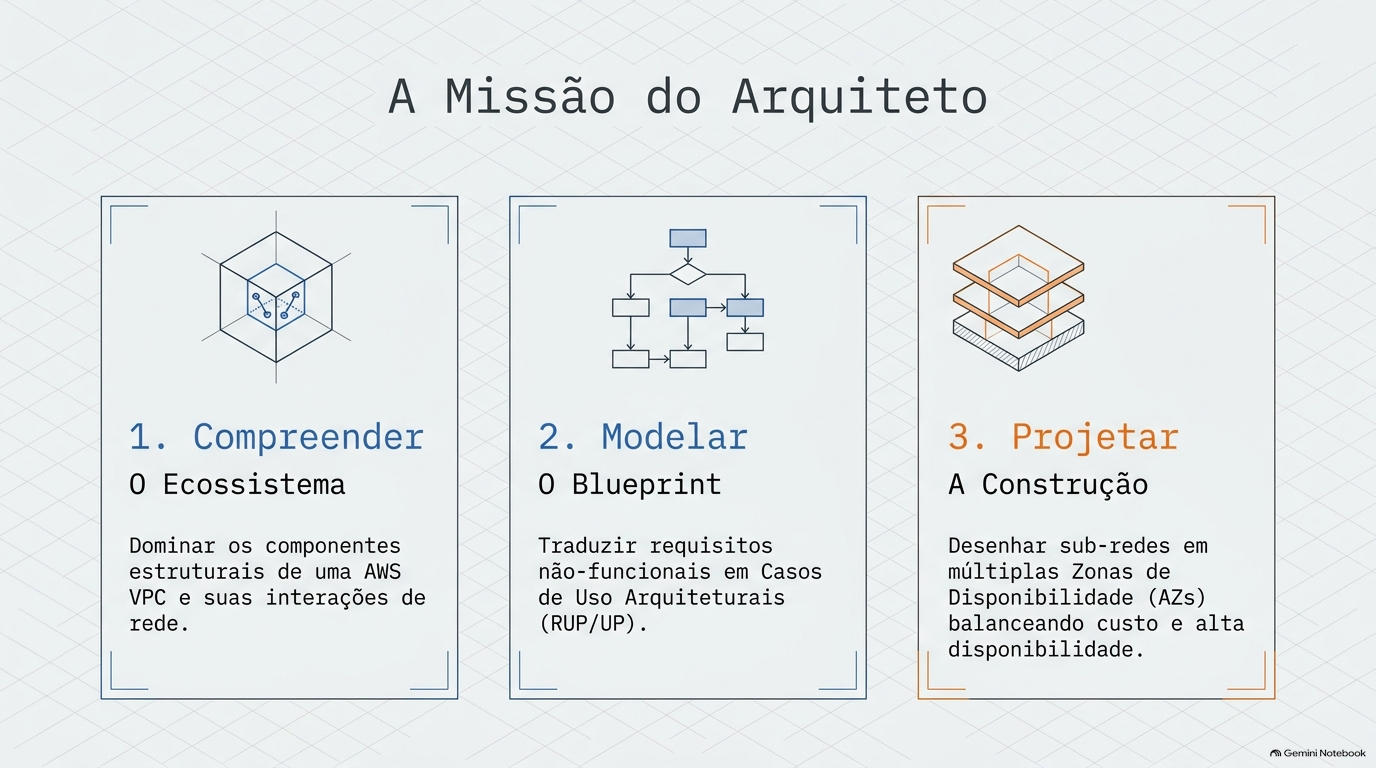 A Missão do Arquiteto
1. Compreender
O Ecossistema
Dominar os componentes
estruturais de uma AWS
VPC e suas interações de
rede.
2. Modelar
O Blueprint
Traduzir requisitos
não-funcionais em Casos
de Uso Arquiteturais
(RUP/UP).
3. Projetar
A Construção
Desenhar sub-redes em
múltiplas Zonas de
Disponibilidade (AZs)
balanceando custo e alta
disponibilidade.
Gemini Notebook